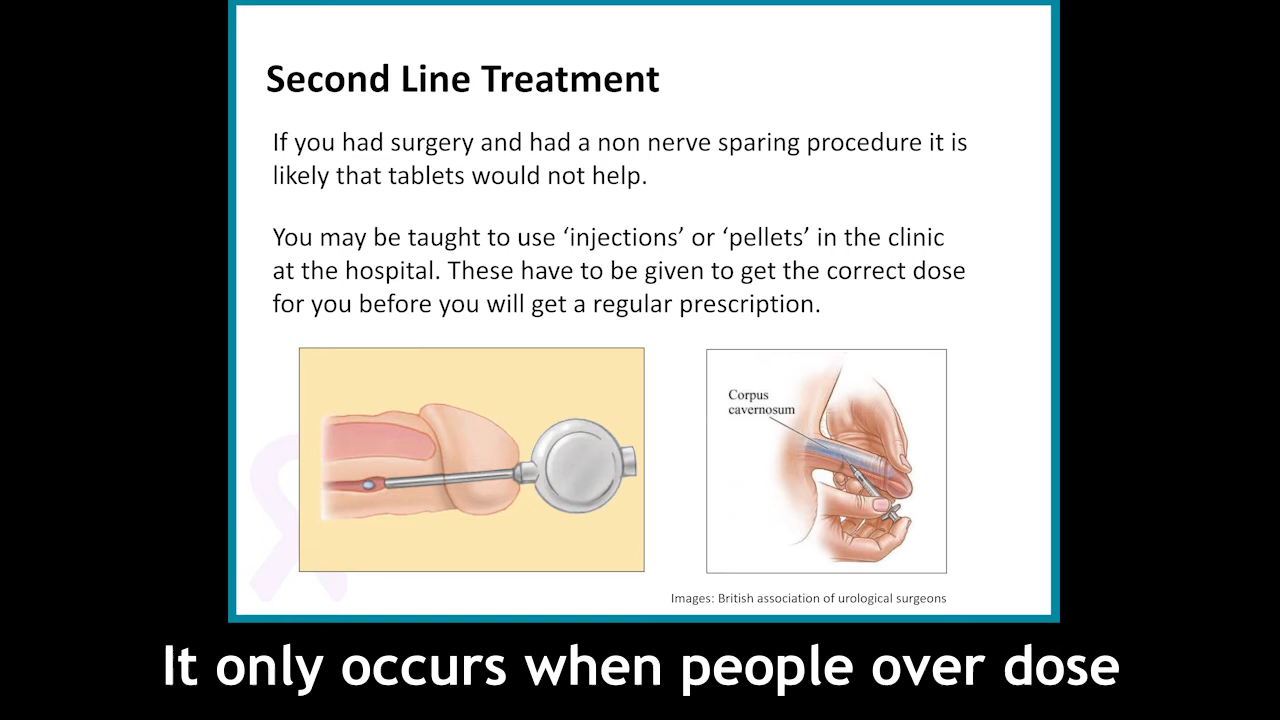 Second Line Treatment
If you had surgery and had a non nerve sparing procedure it is
likely that tablets would not help.
You may be taught to use ‘injections’ or ‘pellets’ in the clinic
at the hospital. These have to be given to get the correct dose
for you before you will get a regular prescription.
Corpus
cavernosum
Images: British association of urological surgeons
It only occurs when people over dose